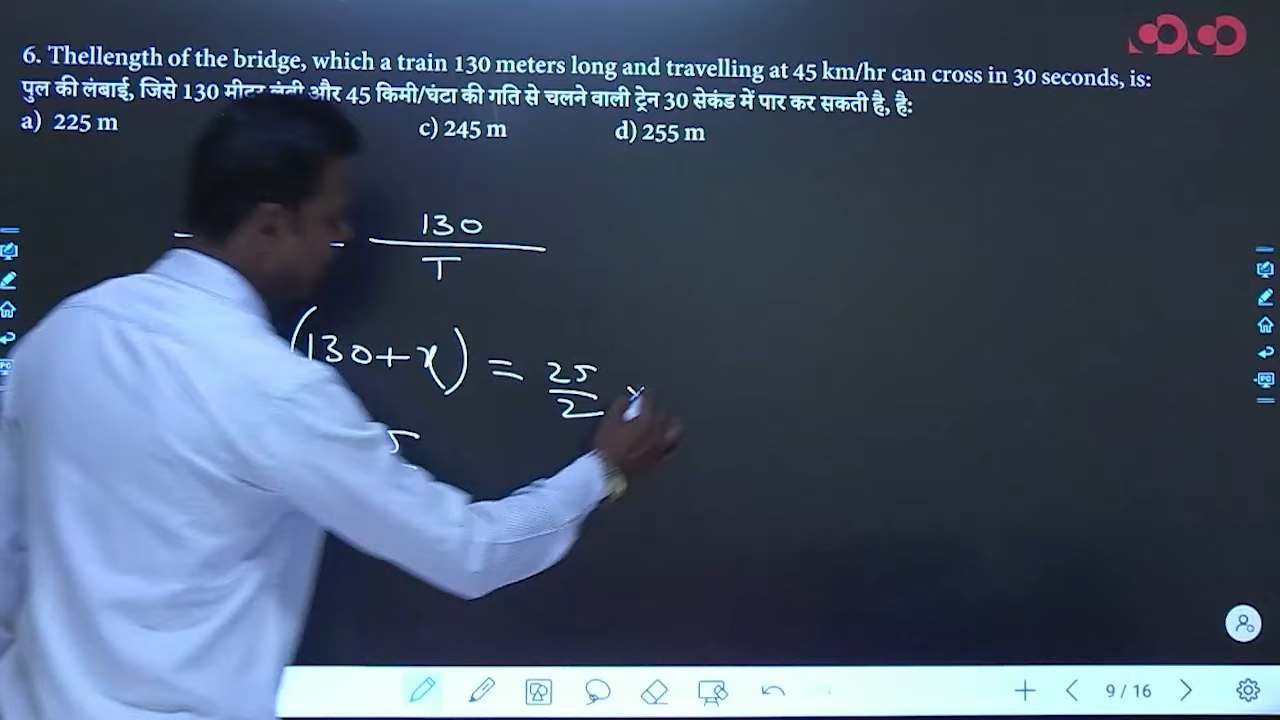 6. Thellength of the bridge, which a train 130 meters long and travelling at 45 km/hr can cross in 30 seconds, is:
पुल की लंबाई, जिसे 130 मीटर लंबी और 45 किमी/घंटा की गति से चलने वाली ट्रेन 30 सेकंड में पार कर सकती है, है:
a) 225 m c) 245 m d) 255 m
130
T
(130+x) = 25/2 ×
5
9 / 16